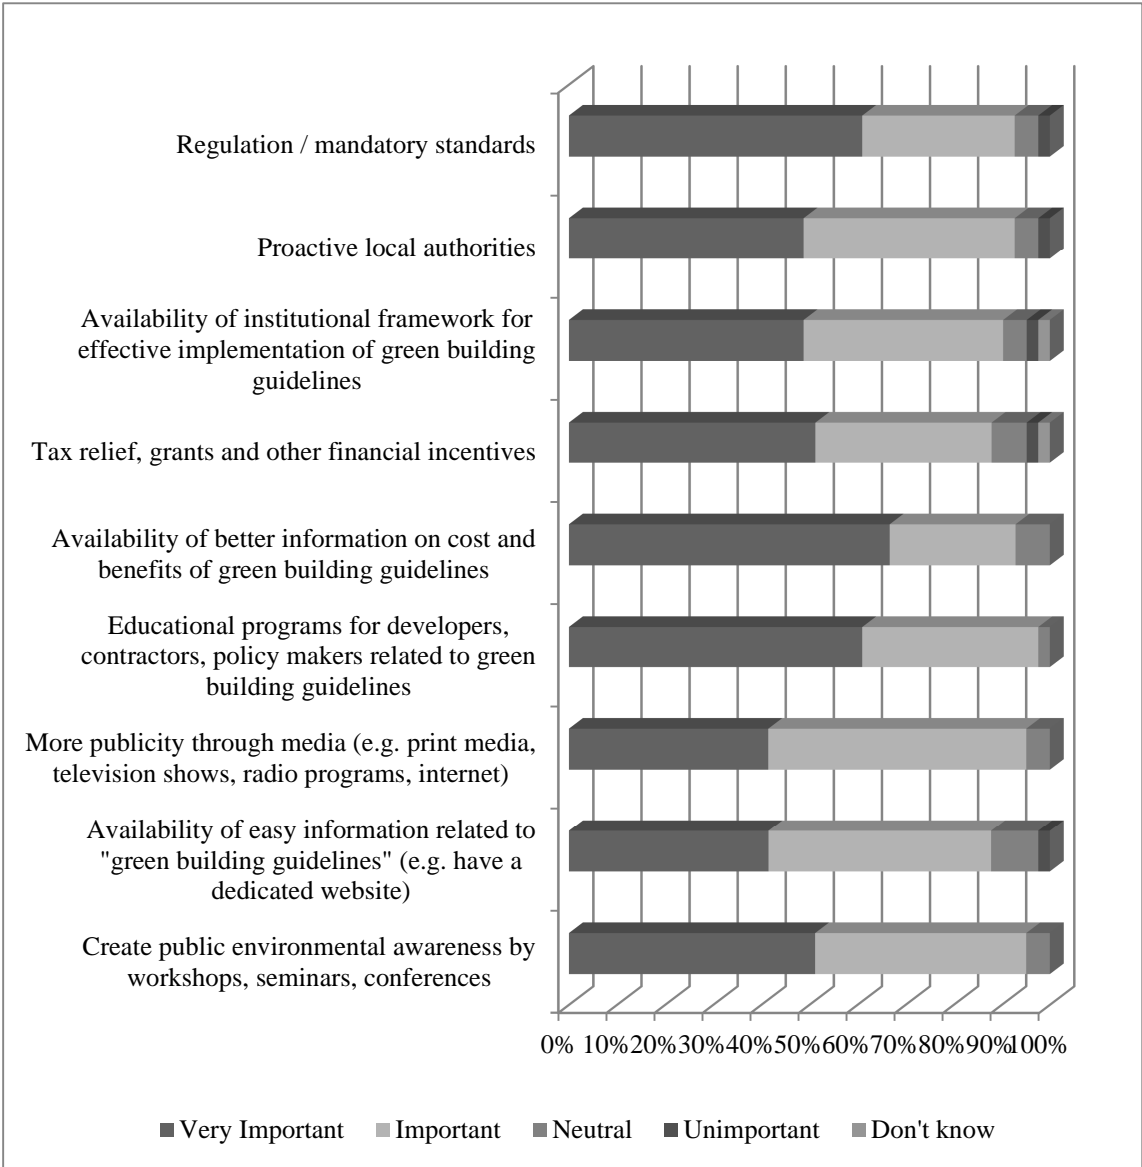 Regulation / mandatory standards
Proactive local authorities
Availability of institutional framework for
effective implementation of green building
guidelines
Tax relief, grants and other financial incentives
Availability of better information on cost and
benefits of green building guidelines
Educational programs for developers,
contractors, policy makers related to green
building guidelines
More publicity through media (e.g. print media,
television shows, radio programs, internet)
Availability of easy information related to
"green building guidelines" (e.g. have a
dedicated website)
Create public environmental awareness by
workshops, seminars, conferences
0% 10% 20% 30% 40% 50% 60% 70% 80% 90% 100%
Very Important Important Neutral Unimportant Don't know